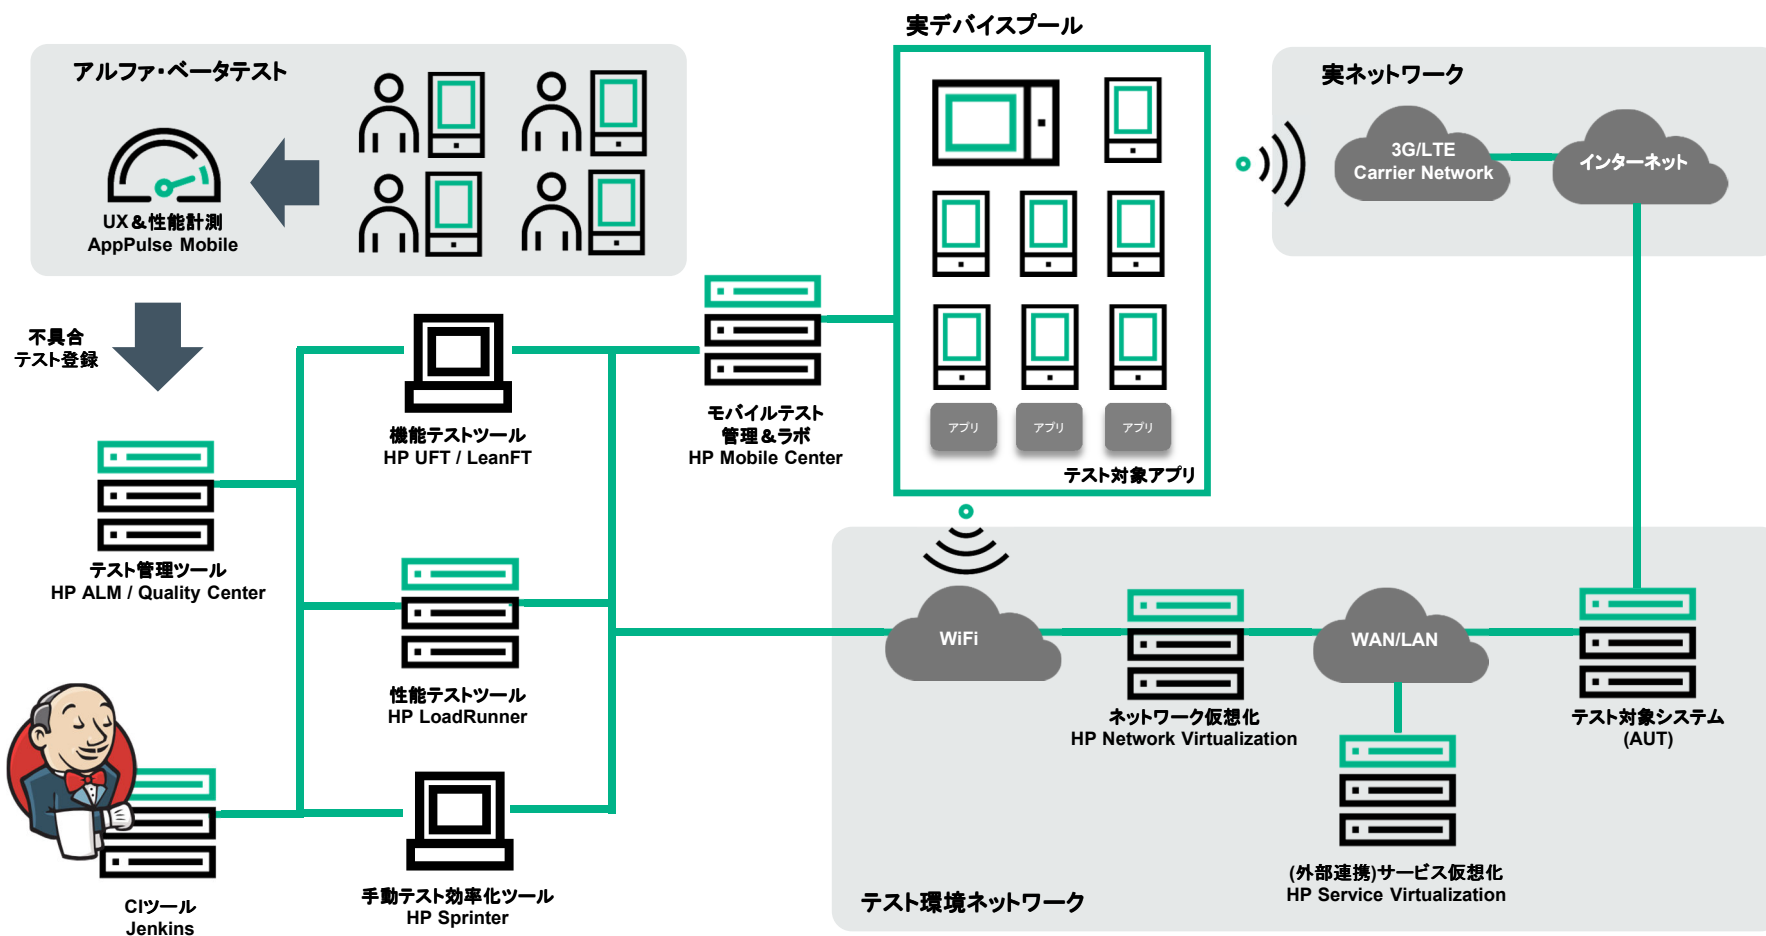 実デバイスプール
アルファ・ベータテスト
実ネットワーク
3G/LTE
Carrier Network
インターネット
UX＆性能計測
AppPulse Mobile
不具合
テスト登録
機能テストツール
HP UFT / LeanFT
モバイルテスト
管理＆ラボ
HP Mobile Center
アプリ
アプリ
アプリ
テスト対象アプリ
テスト管理ツール
HP ALM / Quality Center
WiFi
WAN/LAN
性能テストツール
HP LoadRunner
ネットワーク仮想化
HP Network Virtualization
テスト対象システム
(AUT)
(外部連携)サービス仮想化
HP Service Virtualization
手動テスト効率化ツール
HP Sprinter
CIツール
Jenkins
テスト環境ネットワーク